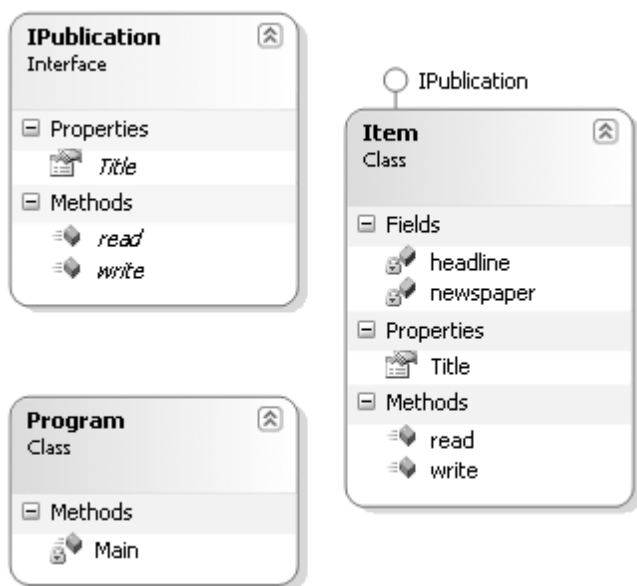 IPublication
Interface
Properties
Title
Methods
read
write
IPublication
Item
Class
Fields
headline
newspaper
Properties
Title
Methods
read
write
Program
Class
Methods
Main